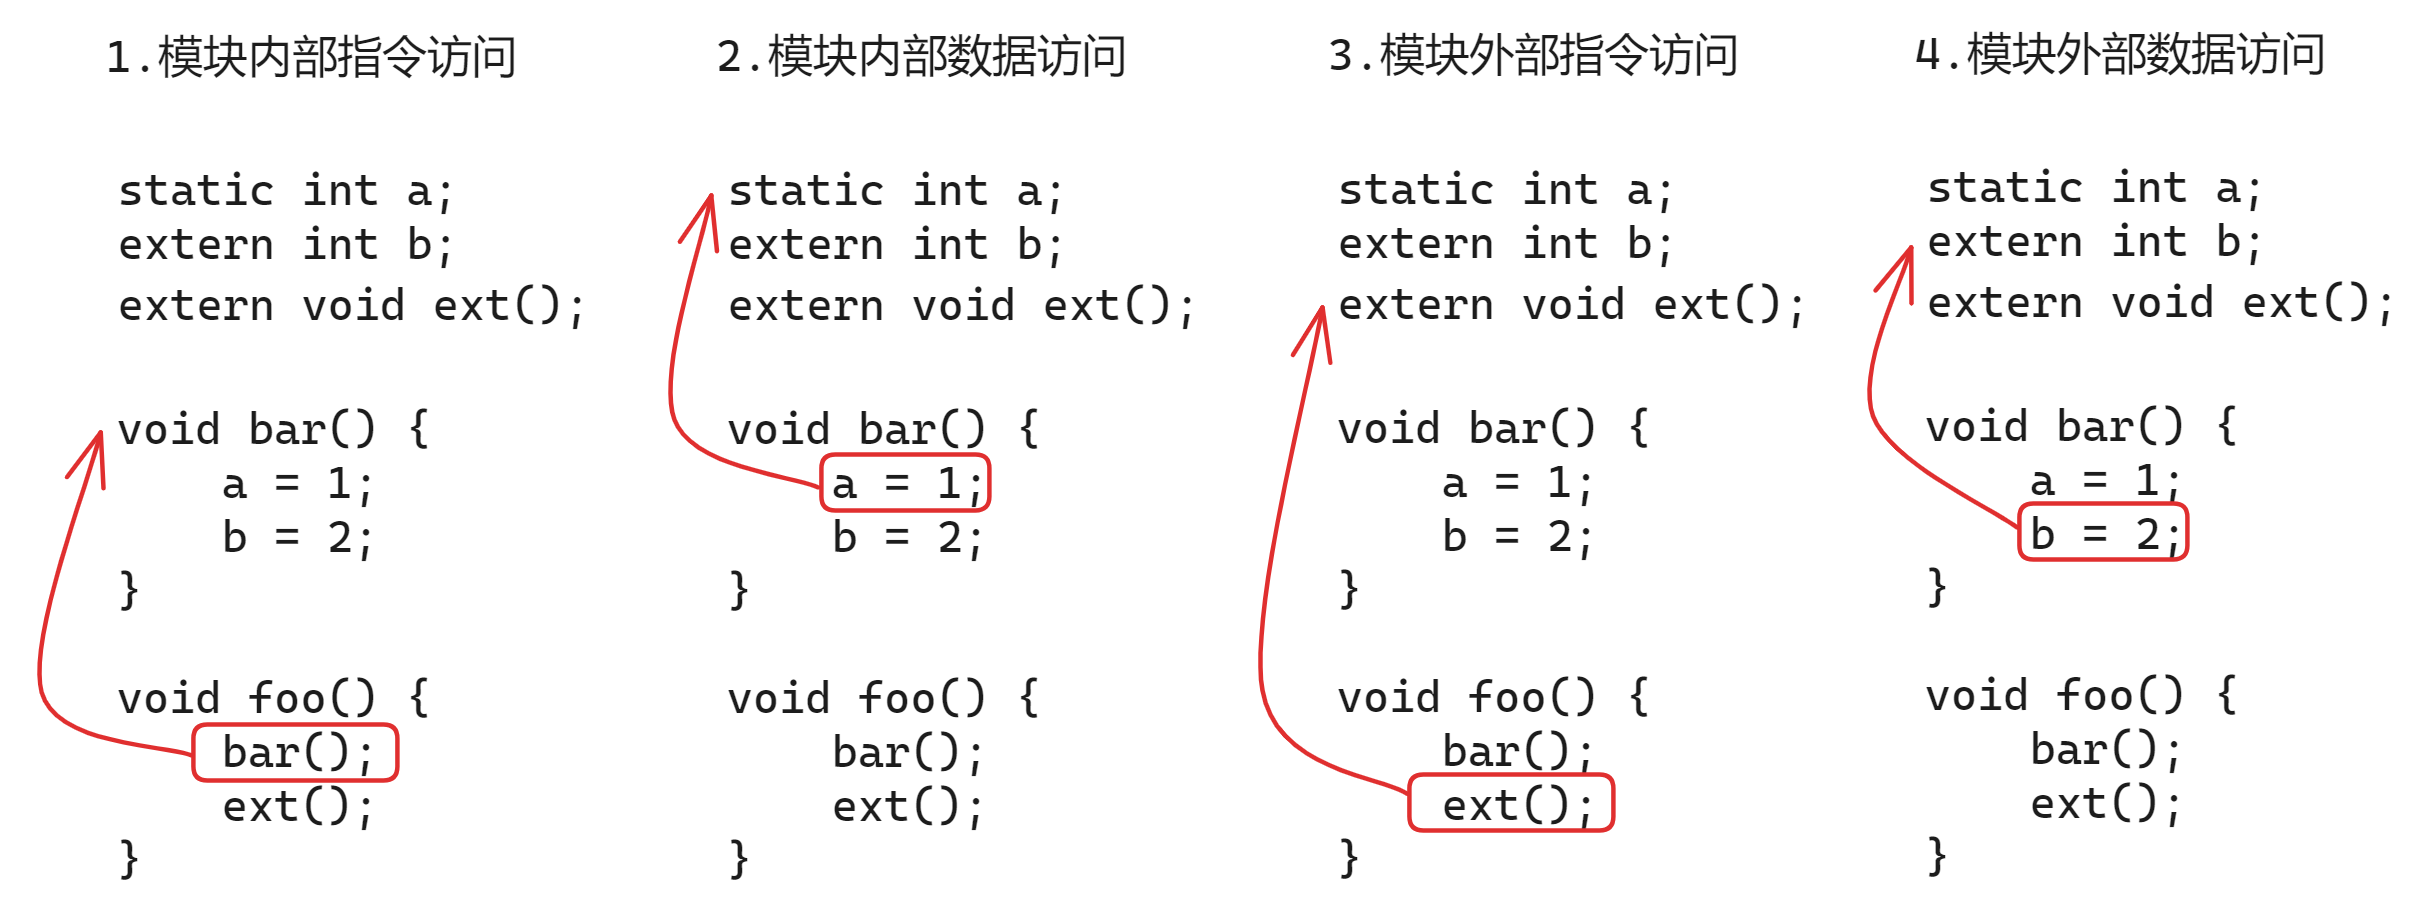 1.模块内部指令访问
static int a;
extern int b;
extern void ext();
void bar() {
    a = 1;
    b = 2;
}
void foo() {
    bar();
    ext();
}
2.模块内部数据访问
static int a;
extern int b;
extern void ext();
void bar() {
    a = 1;
    b = 2;
}
void foo() {
    bar();
    ext();
}
3.模块外部指令访问
static int a;
extern int b;
extern void ext();
void bar() {
    a = 1;
    b = 2;
}
void foo() {
    bar();
    ext();
}
4.模块外部数据访问
static int a;
extern int b;
extern void ext();
void bar() {
    a = 1;
    b = 2;
}
void foo() {
    bar();
    ext();
}